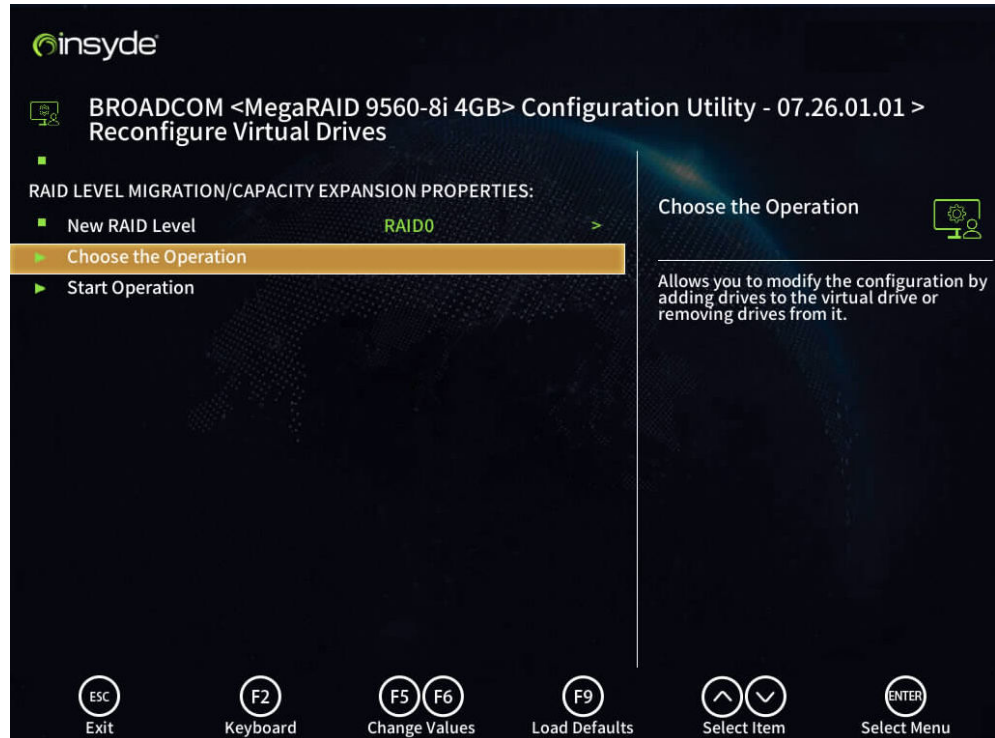 insyde
BROADCOM <MegaRAID 9560-8i 4GB> Configuration Utility - 07.26.01.01 >
Reconfigure Virtual Drives
RAID LEVEL MIGRATION/CAPACITY EXPANSION PROPERTIES:
New RAID Level RAID0 >
Choose the Operation
Start Operation
Choose the Operation
Allows you to modify the configuration by
adding drives to the virtual drive or
removing drives from it.
ESC F2 F5 F6 F9 ENTER
Exit Keyboard Change Values Load Defaults Select Item Select Menu